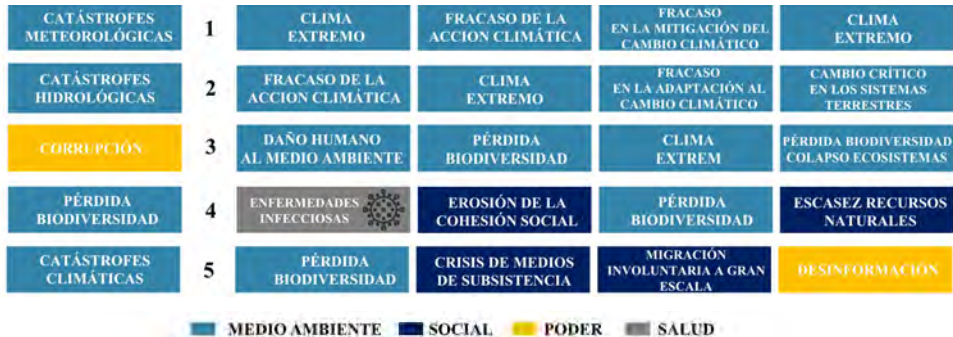 CATÁSTROFES
METEOROLÓGICAS
1
CLIMA
EXTREMO
FRACASO DE LA
ACCION CLIMÁTICA
FRACASO
EN LA MITIGACIÓN DEL
CAMBIO CLIMÁTICO
CLIMA
EXTREMO
CATÁSTROFES
HIDROLÓGICAS
2
FRACASO DE LA
ACCION CLIMÁTICA
CLIMA
EXTREMO
FRACASO
EN LA ADAPTACIÓN AL
CAMBIO CLIMÁTICO
CAMBIO CRÍTICO
EN LOS SISTEMAS
TERRESTRES
CORRUPCIÓN
3
DAÑO HUMANO
AL MEDIO AMBIENTE
PÉRDIDA
BIODIVERSIDAD
CLIMA
EXTREM
PÉRDIDA BIODIVERSIDAD
COLAPSO ECOSISTEMAS
PÉRDIDA
BIODIVERSIDAD
4
ENFERMEDADES
INFECCIOSAS
EROSIÓN DE LA
COHESIÓN SOCIAL
PÉRDIDA
BIODIVERSIDAD
ESCASEZ RECURSOS
NATURALES
CATÁSTROFES
CLIMÁTICAS
5
PÉRDIDA
BIODIVERSIDAD
CRISIS DE MEDIOS
DE SUBSISTENCIA
MIGRACIÓN
INVOLUNTARIA A GRAN
ESCALA
DESINFORMACIÓN
MEDIO AMBIENTE SOCIAL PODER SALUD